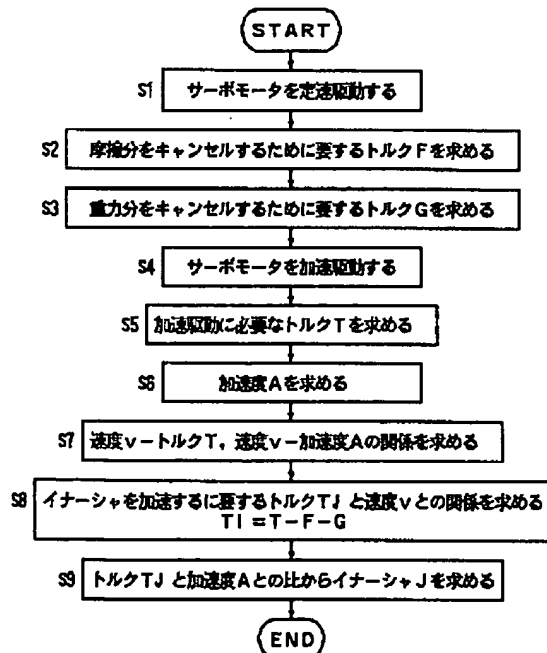 START
S1 サーボモータを定速駆動する
S2 摩擦分をキャンセルするために要するトルクFを求める
S3 重力分をキャンセルするために要するトルクGを求める
S4 サーボモータを加速駆動する
S5 加速駆動に必要なトルクTを求める
S6 加速度Aを求める
S7 速度v−トルクT，速度v−加速度Aの関係を求める
S8 イナーシャを加速するに要するトルクTJと速度vとの関係を求める
TI=T−F−G
S9 トルクTJと加速度Aとの比からイナーシャJを求める
END